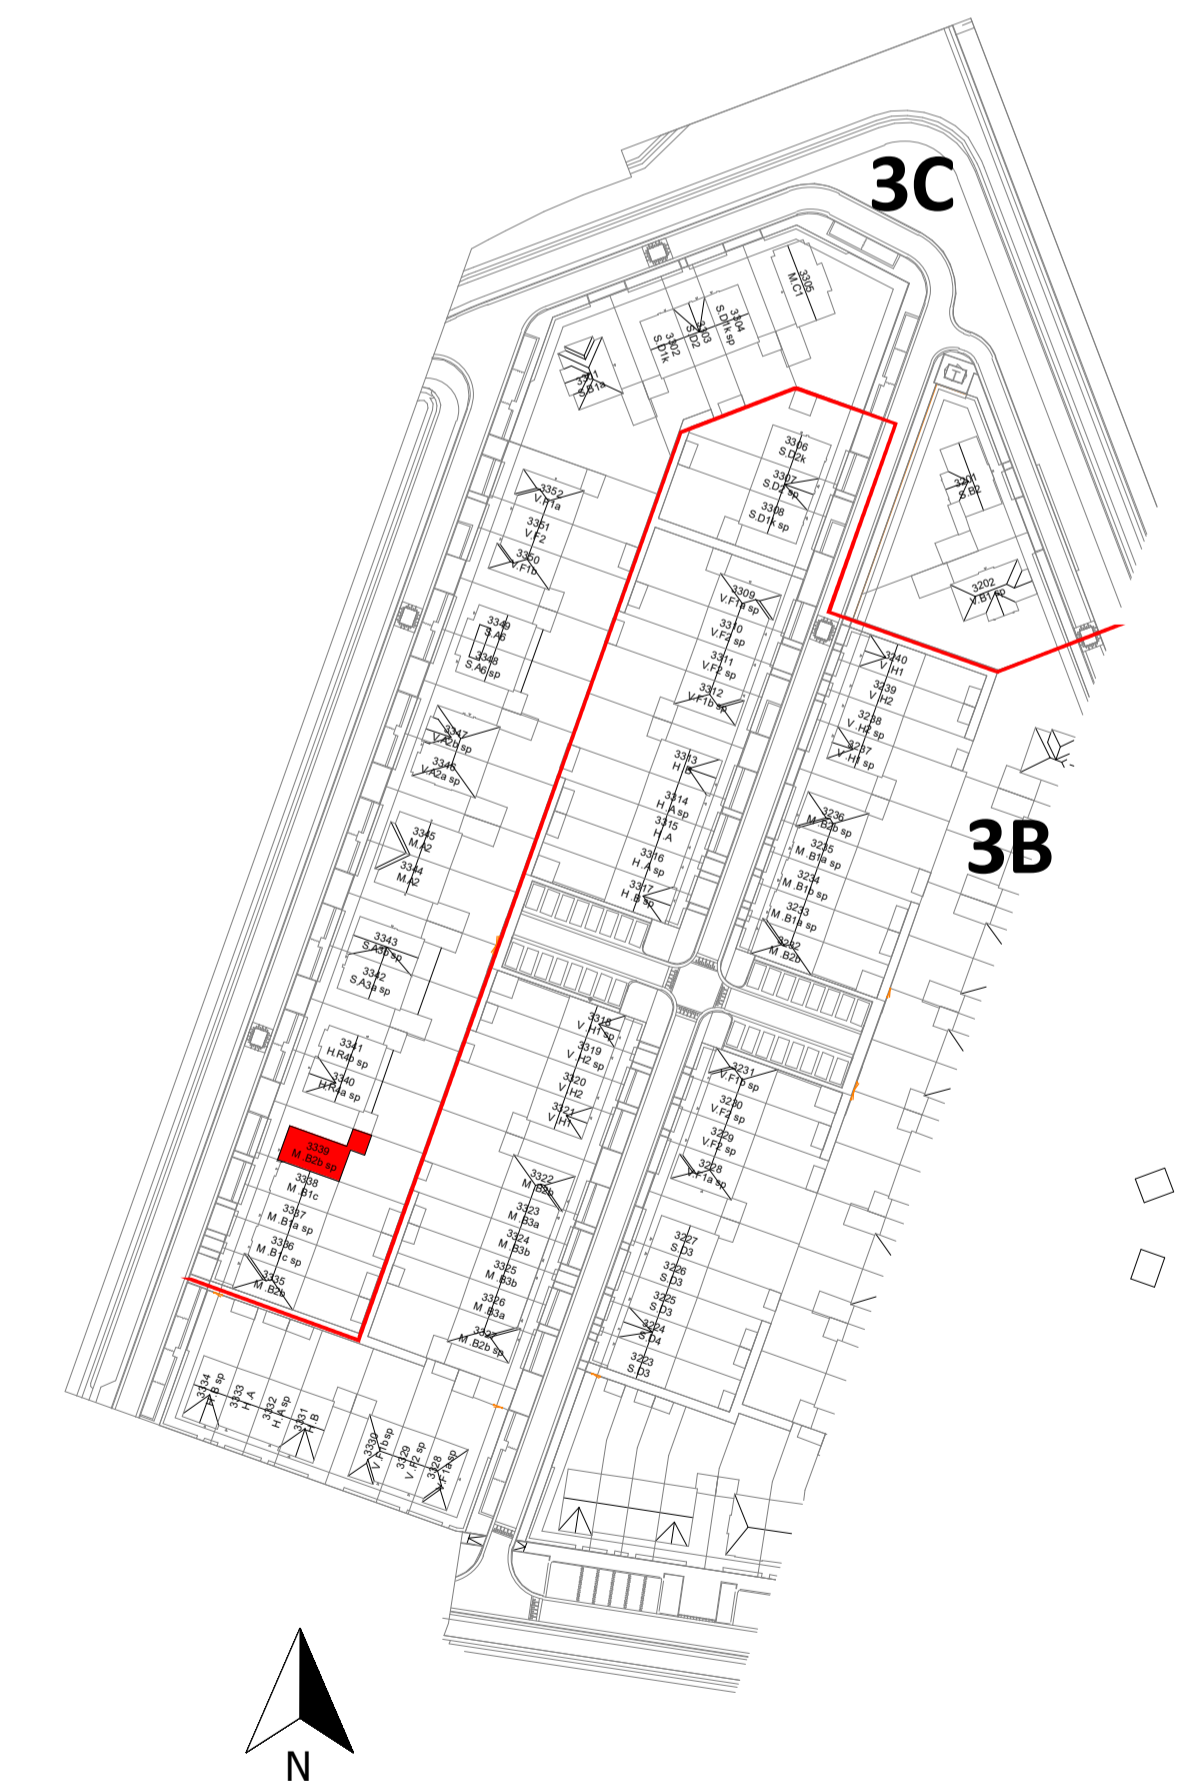 3C
3305
M.C1
3304
S.D1k sp
3303
S.D2
3302
S.D1k
3301
S.B1a
3306
S.D2k
3307
S.D2 sp
3308
S.D1k sp
3201
S.B2
3202
V.B1 sp
3352
V.F1a
3351
V.F2
3350
V.F1b
3349
S.A6
3348
S.A6 sp
3347
V.A2b sp
3346
V.A2a sp
3345
M.A2
3344
M.A2
3343
S.A3b sp
3342
S.A3a sp
3341
H.R4b sp
3340
H.R4a sp
3339
M.B2b sp
3338
M.B1c
3337
M.B1a sp
3336
M.B1c sp
3335
M.B2b
3309
V.F1a sp
3310
V.F2 sp
3311
V.F2 sp
3312
V.F1b sp
3313
H.B
3314
H.A sp
3315
H.A
3316
H.A sp
3317
H.B sp
3240
V.H1
3239
V.H2
3238
V.H2 sp
3237
V.H1 sp
3B
3236
M.B2b sp
3235
M.B1a sp
3234
M.B1b sp
3233
M.B1a sp
3232
M.B2b
3318
V.H1 sp
3319
V.H2 sp
3320
V.H2
3321
V.H1
3231
V.F1b sp
3230
V.F2 sp
3229
V.F2 sp
3228
V.F1a sp
3322
M.B2b
3323
M.B3a
3324
M.B3b
3325
M.B3b
3326
M.B3a
3327
M.B2b sp
3227
S.D3
3226
S.D3
3225
S.D3
3224
S.D4
3223
S.D3
3334
H.B sp
3333
H.A
3332
H.A sp
3331
H.B
3330
V.F1b sp
3329
V.F2 sp
3328
V.F1a sp
N